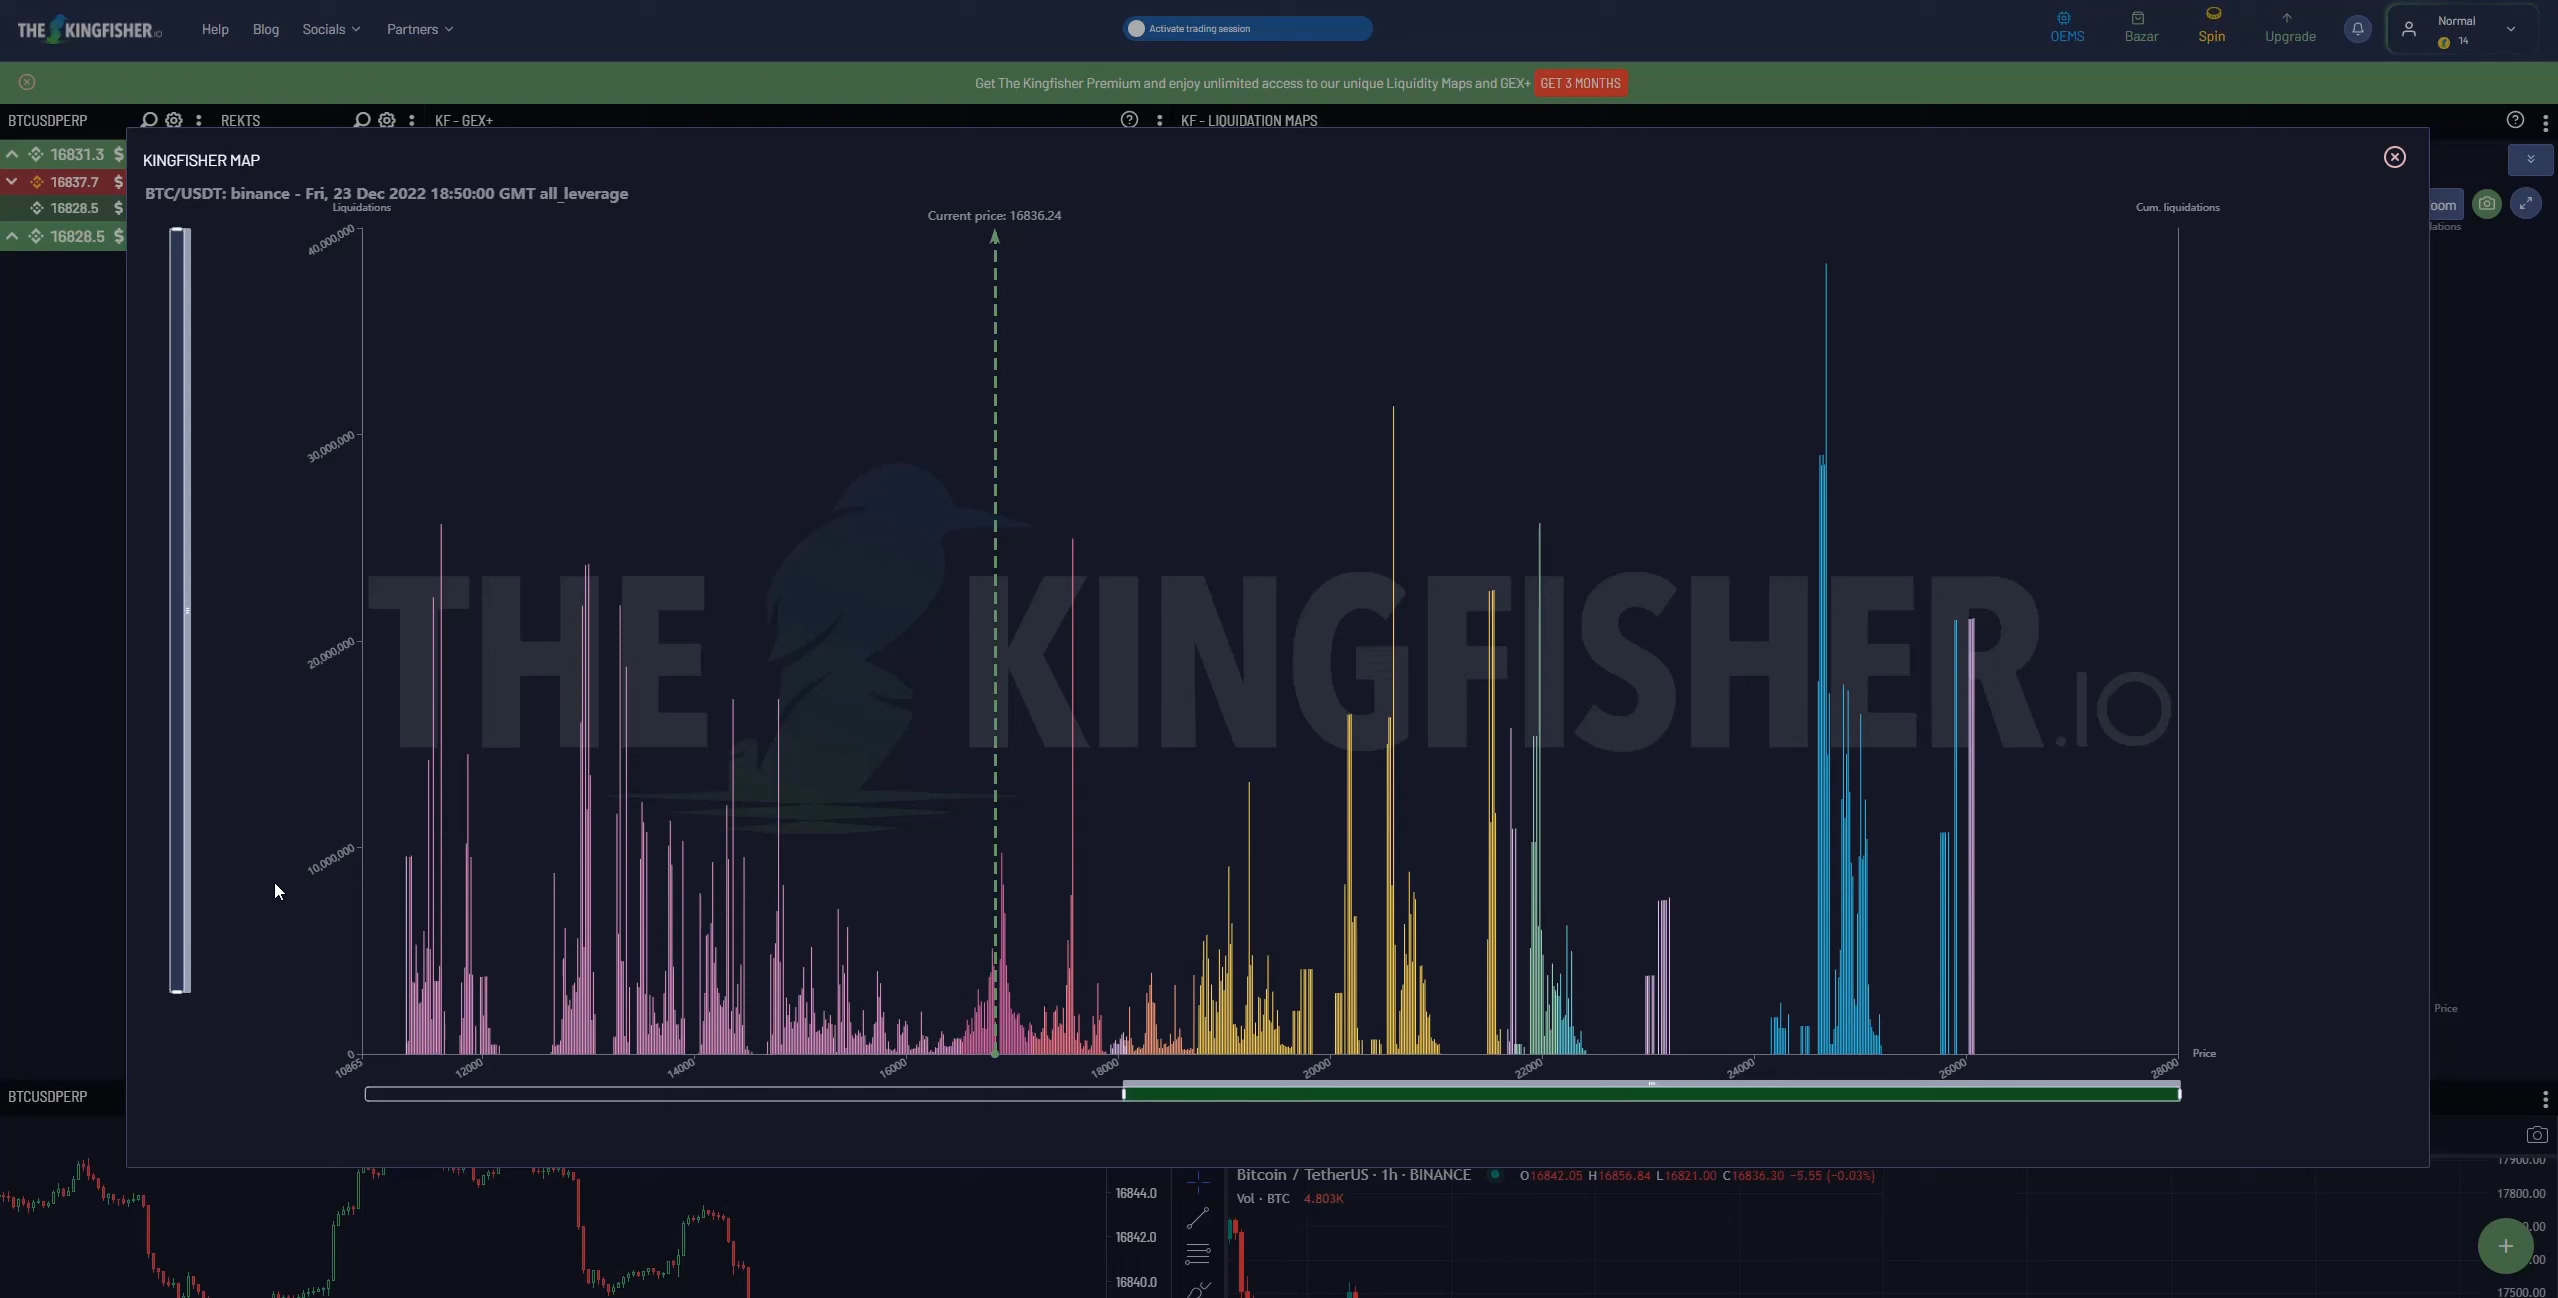 THE KINGFISHER.IO
Help
Blog
Socials
Partners
Activate trading session
OEMS
Bazar
Spin
Upgrade
Normal
14
Get The Kingfisher Premium and enjoy unlimited access to our unique Liquidity Maps and GEX+ GET 3 MONTHS
BTCUSDPERP
REKTS
KF - GEX+
KF - LIQUIDATION MAPS
16831.3 $
16837.7 $
16828.5 $
16828.5 $
KINGFISHER MAP
BTC/USDT: binance - Fri, 23 Dec 2022 18:50:00 GMT all_leverage
Liquidations
Current price: 16836.24
Cum. liquidations
oom
lations
40,000,000
30,000,000
20,000,000
10,000,000
0
THE KINGFISHER.IO
10865
12000
14000
16000
18000
20000
22000
24000
26000
28000
Price
Price
BTCUSDPERP
16844.0
16842.0
16840.0
Bitcoin / TetherUS · 1h · BINANCE
O16842.05 H16856.84 L16821.00 C16836.30 −5.55 (−0.03%)
Vol · BTC 4.803K
17900.00
17800.00
17500.00